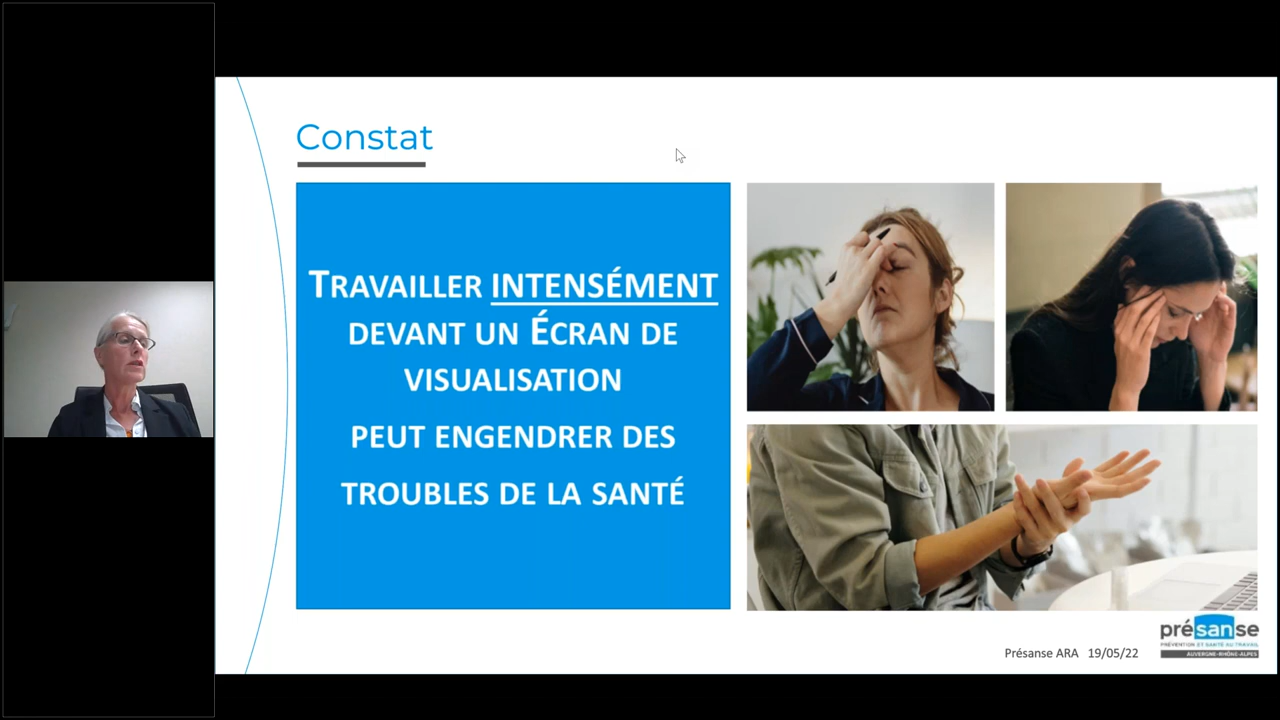 Constat
TRAVAILLER INTENSÉMENT
DEVANT UN ÉCRAN DE
VISUALISATION
PEUT ENGENDRER DES
TROUBLES DE LA SANTÉ
Présanse ARA 19/05/22
présanse
PRÉVENTION ET SANTÉ AU TRAVAIL
AUVERGNE-RHÔNE-ALPES